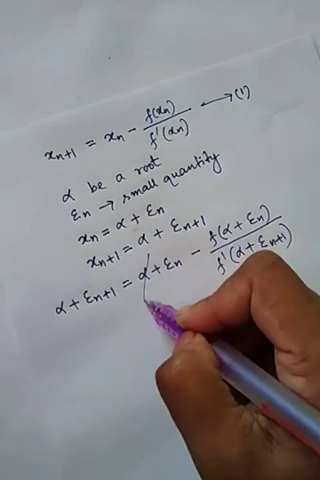 xₙ₊₁ = xₙ - f(xₙ)/f'(xₙ) ⟷ (1)
α be a root
εₙ → small quantity
xₙ = α + εₙ
xₙ₊₁ = α + εₙ₊₁
α + εₙ₊₁ = α + εₙ - f(α + εₙ)/f'(α + εₙ₊₁)